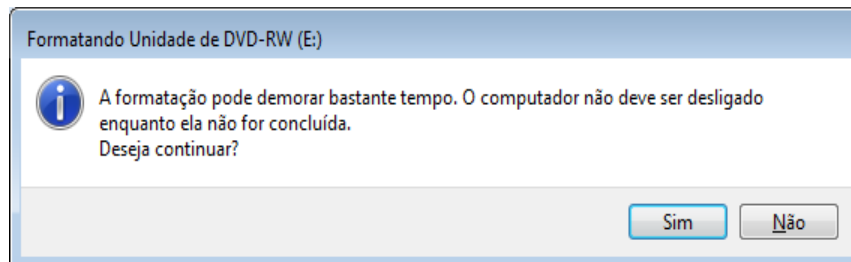 Formatando Unidade de DVD-RW (E:)
A formatação pode demorar bastante tempo. O computador não deve ser desligado
enquanto ela não for concluída.
Deseja continuar?
Sim
Não